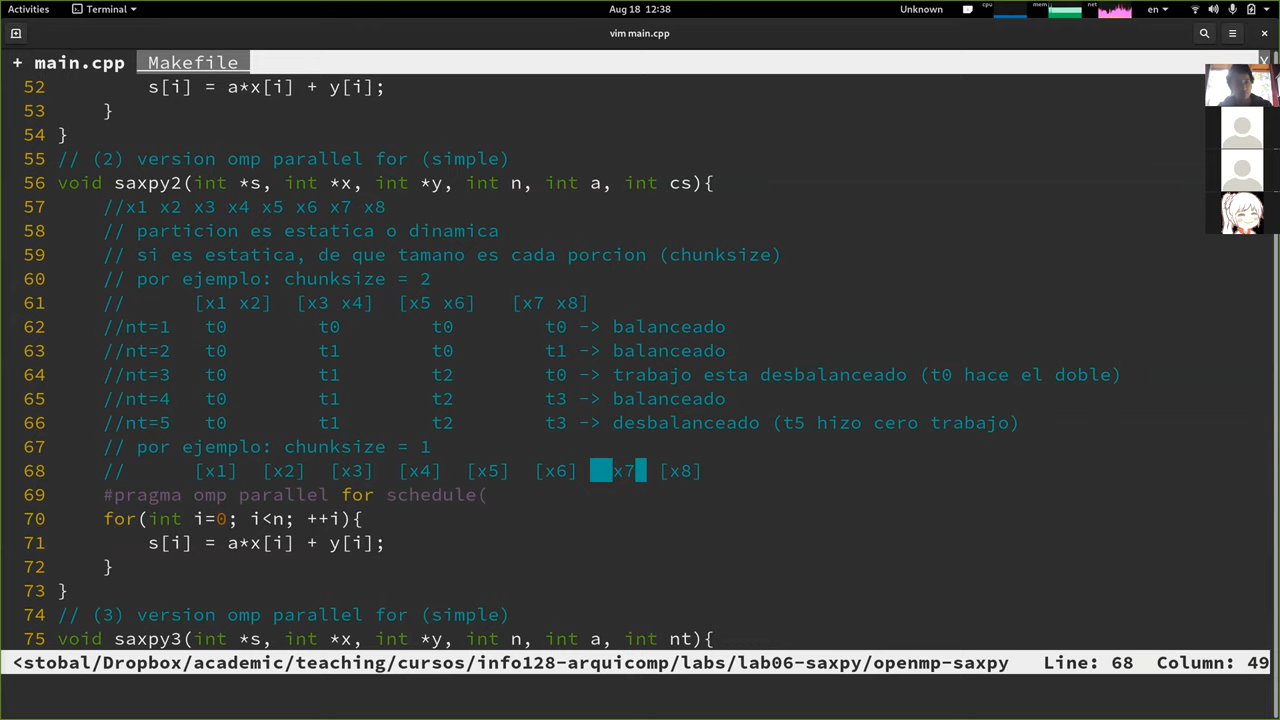 Activities Terminal Aug 18 12:38 Unknown cpu mem net en
vim main.cpp
+ main.cpp Makefile X
52 s[i] = a*x[i] + y[i];
53 }
54 }
55 // (2) version omp parallel for (simple)
56 void saxpy2(int *s, int *x, int *y, int n, int a, int cs){
57 //x1 x2 x3 x4 x5 x6 x7 x8
58 // particion es estatica o dinamica
59 // si es estatica, de que tamano es cada porcion (chunksize)
60 // por ejemplo: chunksize = 2
61 // [x1 x2] [x3 x4] [x5 x6] [x7 x8]
62 //nt=1 t0 t0 t0 t0 -> balanceado
63 //nt=2 t0 t1 t0 t1 -> balanceado
64 //nt=3 t0 t1 t2 t0 -> trabajo esta desbalanceado (t0 hace el doble)
65 //nt=4 t0 t1 t2 t3 -> balanceado
66 //nt=5 t0 t1 t2 t3 -> desbalanceado (t5 hizo cero trabajo)
67 // por ejemplo: chunksize = 1
68 // [x1] [x2] [x3] [x4] [x5] [x6] x7 [x8]
69 #pragma omp parallel for schedule(
70 for(int i=0; i<n; ++i){
71 s[i] = a*x[i] + y[i];
72 }
73 }
74 // (3) version omp parallel for (simple)
75 void saxpy3(int *s, int *x, int *y, int n, int a, int nt){
<stobal/Dropbox/academic/teaching/cursos/info128-arquicomp/labs/lab06-saxpy/openmp-saxpy Line: 68 Column: 49